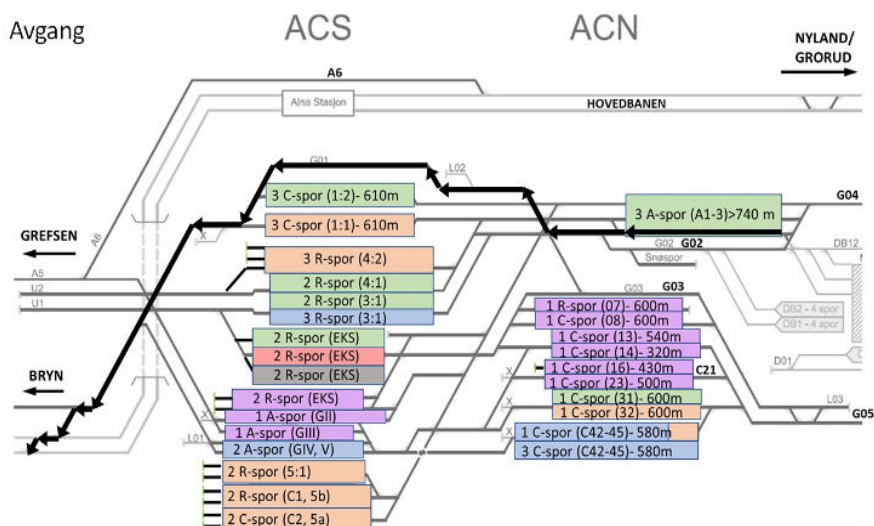 Avgang
ACS
ACN
NYLAND/
GRORUD
A6
Alna Stasjon
HOVEDBANEN
G01
L02
3 C-spor (1:2)- 610m
3 A-spor (A1-3)>740 m
G04
3 C-spor (1:1)- 610m
X
GREFSEN
A6
G02
G02
DB12
Snøspor
3 R-spor (4:2)
A5
2 R-spor (4:1)
U2
2 R-spor (3:1)
U1
3 R-spor (3:1)
G03
G03
1 R-spor (07)- 600m
1 C-spor (08)- 600m
DB2 - 4 spor
DB1 - 4 spor
2 R-spor (EKS)
2 R-spor (EKS)
2 R-spor (EKS)
1 C-spor (13)- 540m
1 C-spor (14)- 320m
D01
BRYN
X
1 C-spor (16)- 430m
C21
1 C-spor (23)- 500m
2 R-spor (EKS)
1 C-spor (31)- 600m
X
1 A-spor (GII)
X
1 C-spor (32)- 600m
L03
G05
1 A-spor (GIII)
X
1 C-spor (C42-45)- 580m
L01
2 A-spor (GIV, V)
3 C-spor (C42-45)- 580m
2 R-spor (5:1)
2 R-spor (C1, 5b)
2 C-spor (C2, 5a)